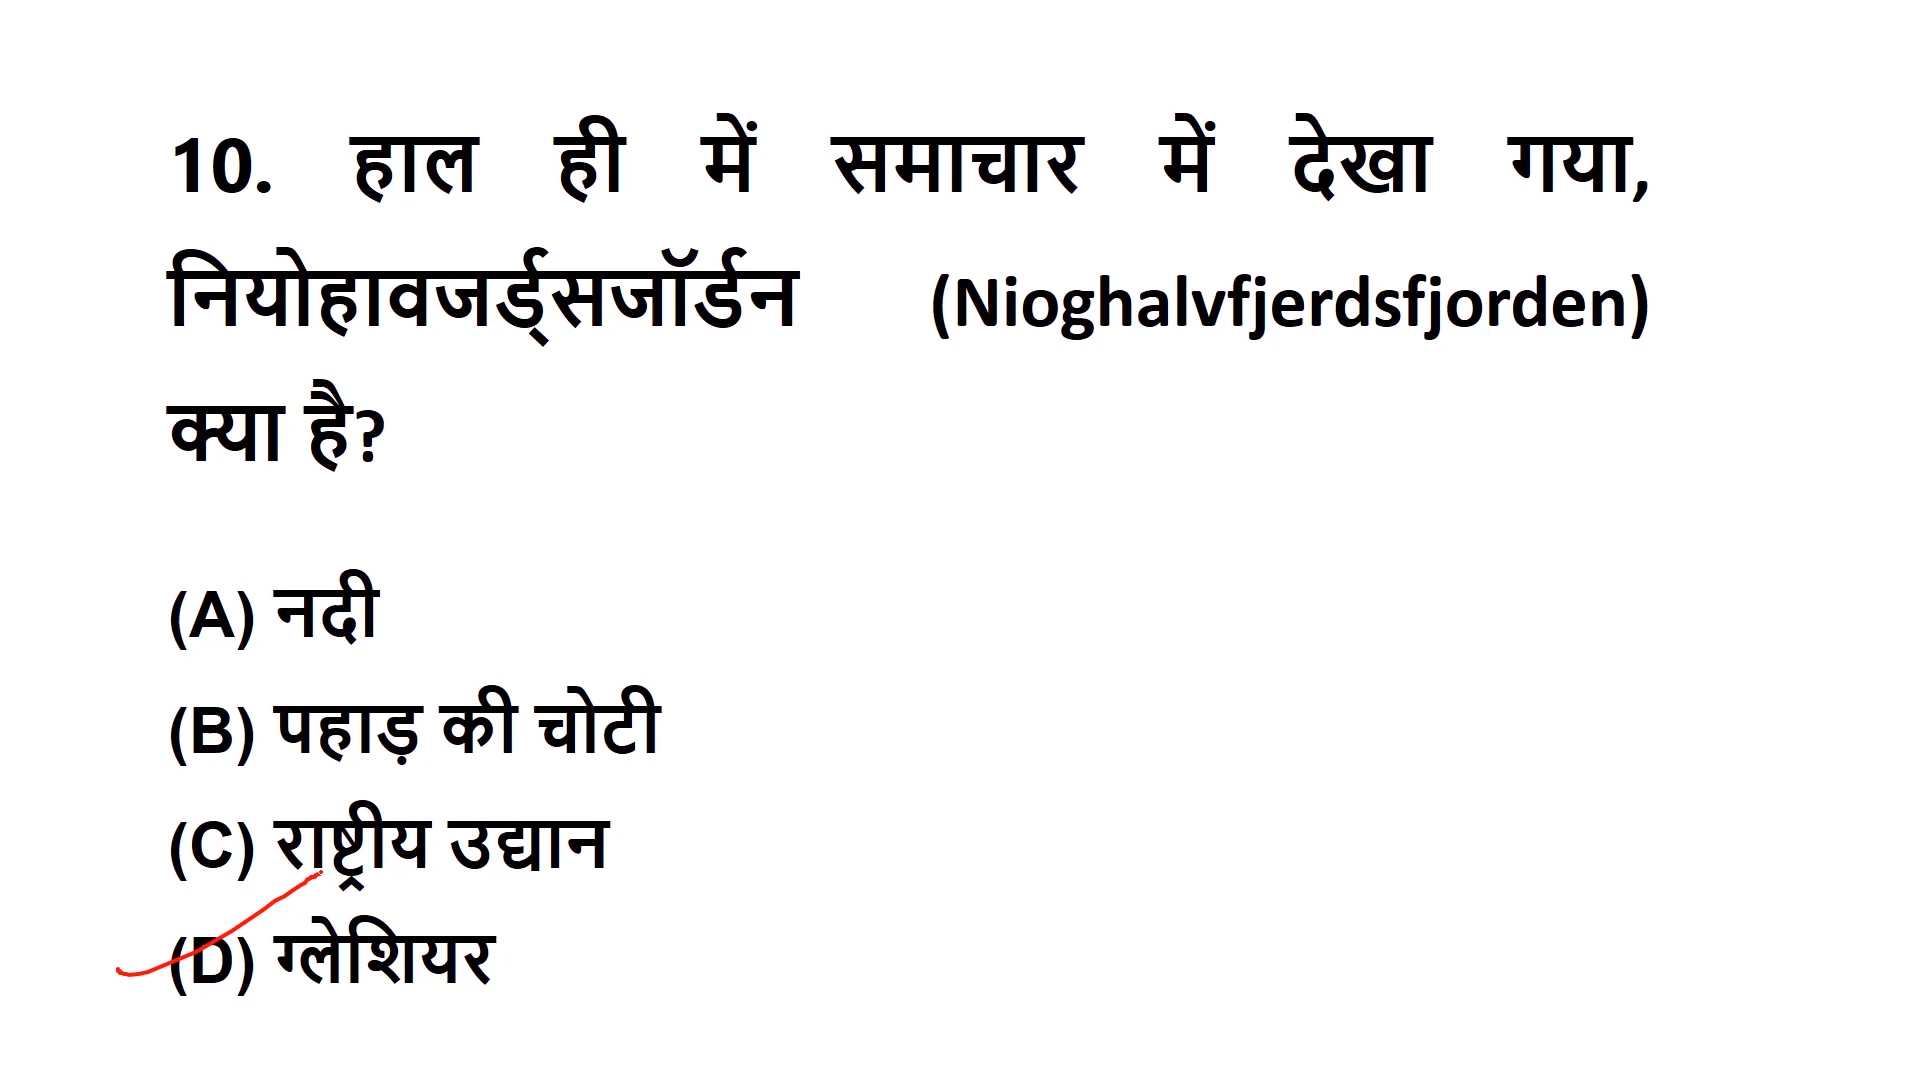 10. हाल ही में समाचार में देखा गया,
नियोहावजर्ड्सजॉर्डन (Nioghalvfjerdsfjorden)
क्या है?
(A) नदी
(B) पहाड़ की चोटी
(C) राष्ट्रीय उद्यान
(D) ग्लेशियर